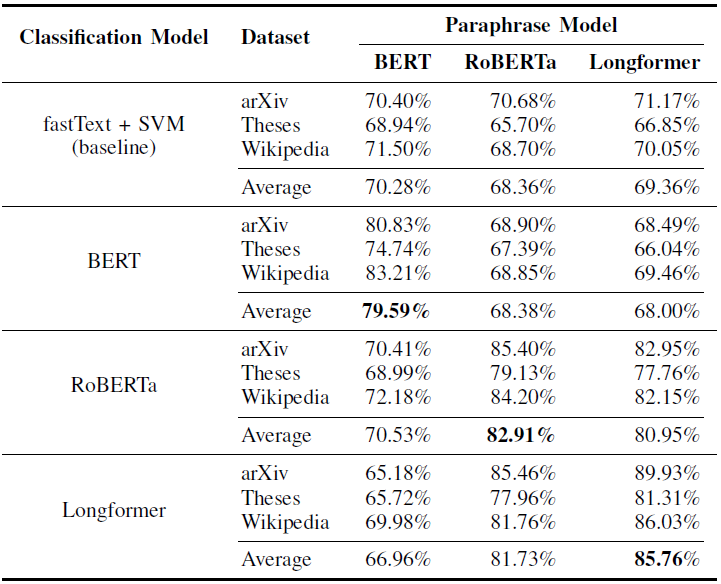 Classification Model Dataset Paraphrase Model
BERT RoBERTa Longformer
fastText + SVM (baseline) arXiv 70.40% 70.68% 71.17%
Theses 68.94% 65.70% 66.85%
Wikipedia 71.50% 68.70% 70.05%
Average 70.28% 68.36% 69.36%
BERT arXiv 80.83% 68.90% 68.49%
Theses 74.74% 67.39% 66.04%
Wikipedia 83.21% 68.85% 69.46%
Average 79.59% 68.38% 68.00%
RoBERTa arXiv 70.41% 85.40% 82.95%
Theses 68.99% 79.13% 77.76%
Wikipedia 72.18% 84.20% 82.15%
Average 70.53% 82.91% 80.95%
Longformer arXiv 65.18% 85.46% 89.93%
Theses 65.72% 77.96% 81.31%
Wikipedia 69.98% 81.76% 86.03%
Average 66.96% 81.73% 85.76%